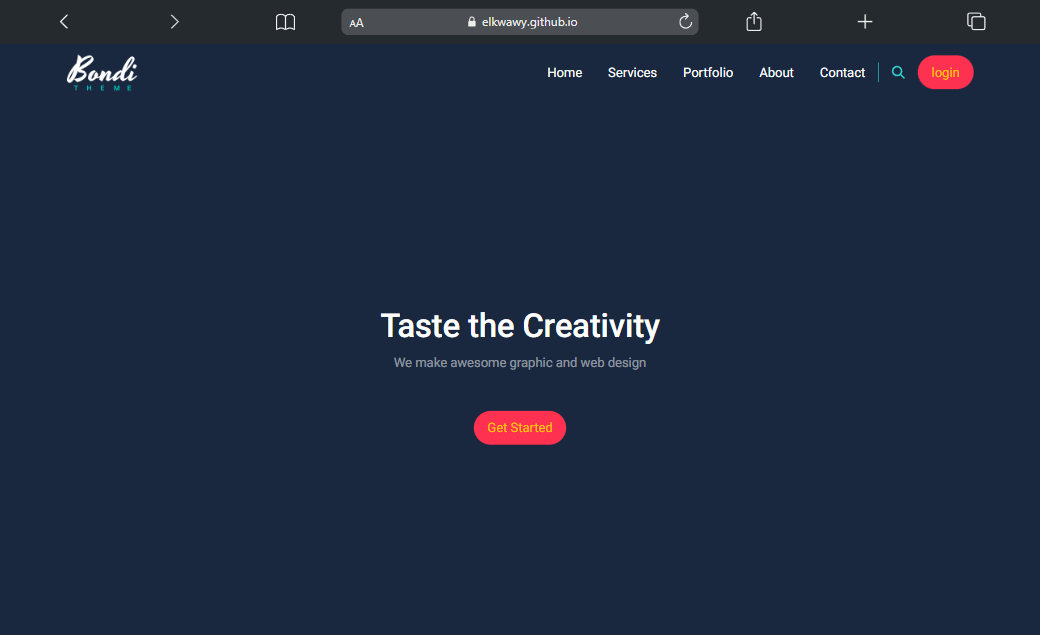 AA elkwawy.github.io
Bondi
THEME
Home Services Portfolio About Contact login
Taste the Creativity
We make awesome graphic and web design
Get Started